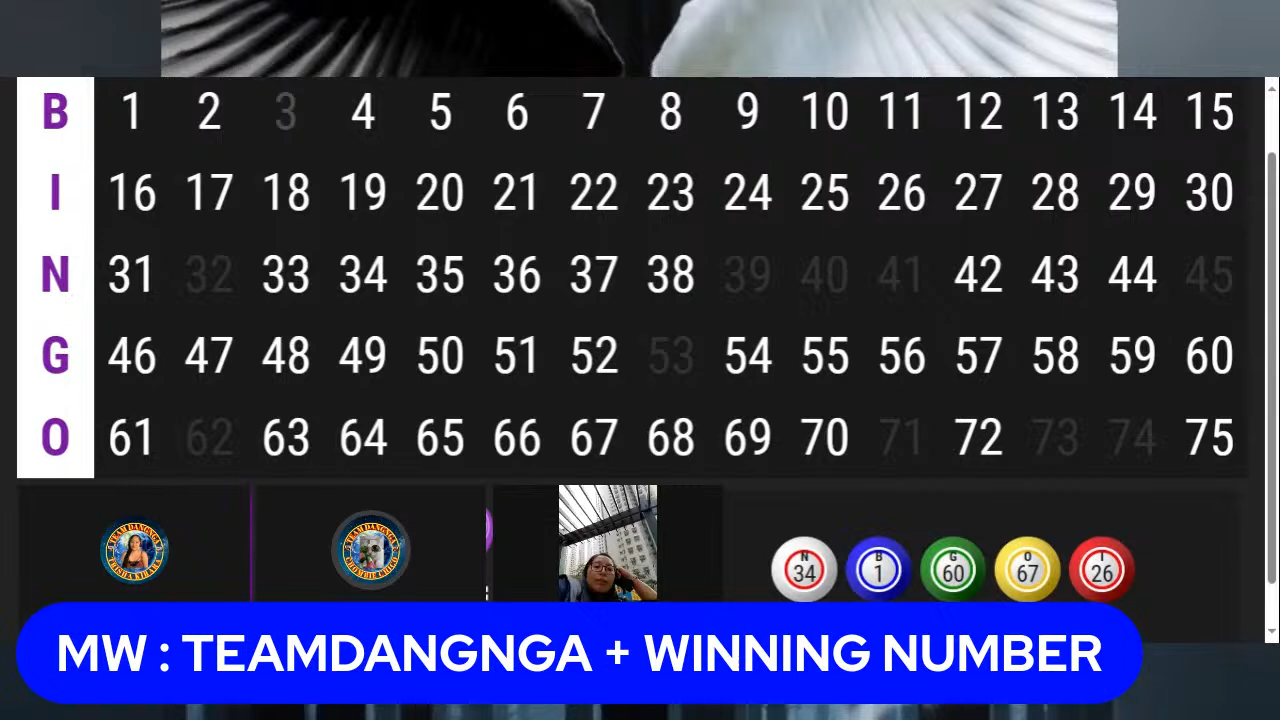 B 1 2 3 4 5 6 7 8 9 10 11 12 13 14 15
I 16 17 18 19 20 21 22 23 24 25 26 27 28 29 30
N 31 32 33 34 35 36 37 38 39 40 41 42 43 44 45
G 46 47 48 49 50 51 52 53 54 55 56 57 58 59 60
O 61 62 63 64 65 66 67 68 69 70 71 72 73 74 75
TEAM DANGNGA
TEAM DANGNGA
N
34
B
1
G
60
O
67
I
26
MW : TEAMDANGNGA + WINNING NUMBER